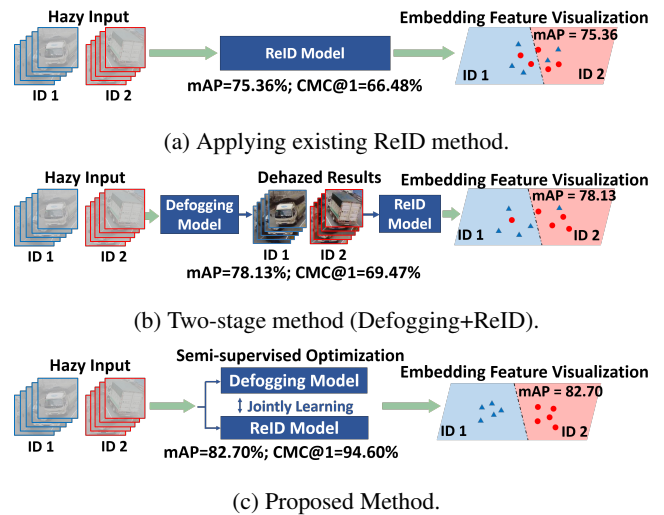 Hazy Input
Embedding Feature Visualization
mAP = 75.36
ReID Model
ID 1
ID 2
ID 1
ID 2
mAP=75.36%; CMC@1=66.48%
(a) Applying existing ReID method.
Hazy Input
Dehazed Results
Embedding Feature Visualization
mAP = 78.13
Defogging
Model
ReID
Model
ID 1
ID 2
ID 1
ID 2
ID 1
ID 2
mAP=78.13%; CMC@1=69.47%
(b) Two-stage method (Defogging+ReID).
Semi-supervised Optimization
Hazy Input
Embedding Feature Visualization
mAP = 82.70
Defogging Model
Jointly Learning
ReID Model
ID 1
ID 2
ID 1
ID 2
mAP=82.70%; CMC@1=94.60%
(c) Proposed Method.